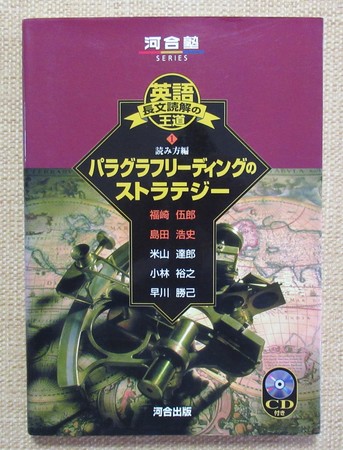 河合塾
SERIES
英語
長文読解の
王道
1
読み方編
パラグラフリーディングの
ストラテジー
福崎 伍郎
島田 浩史
米山 達郎
小林 裕之
早川 勝己
CD
付き
河合出版